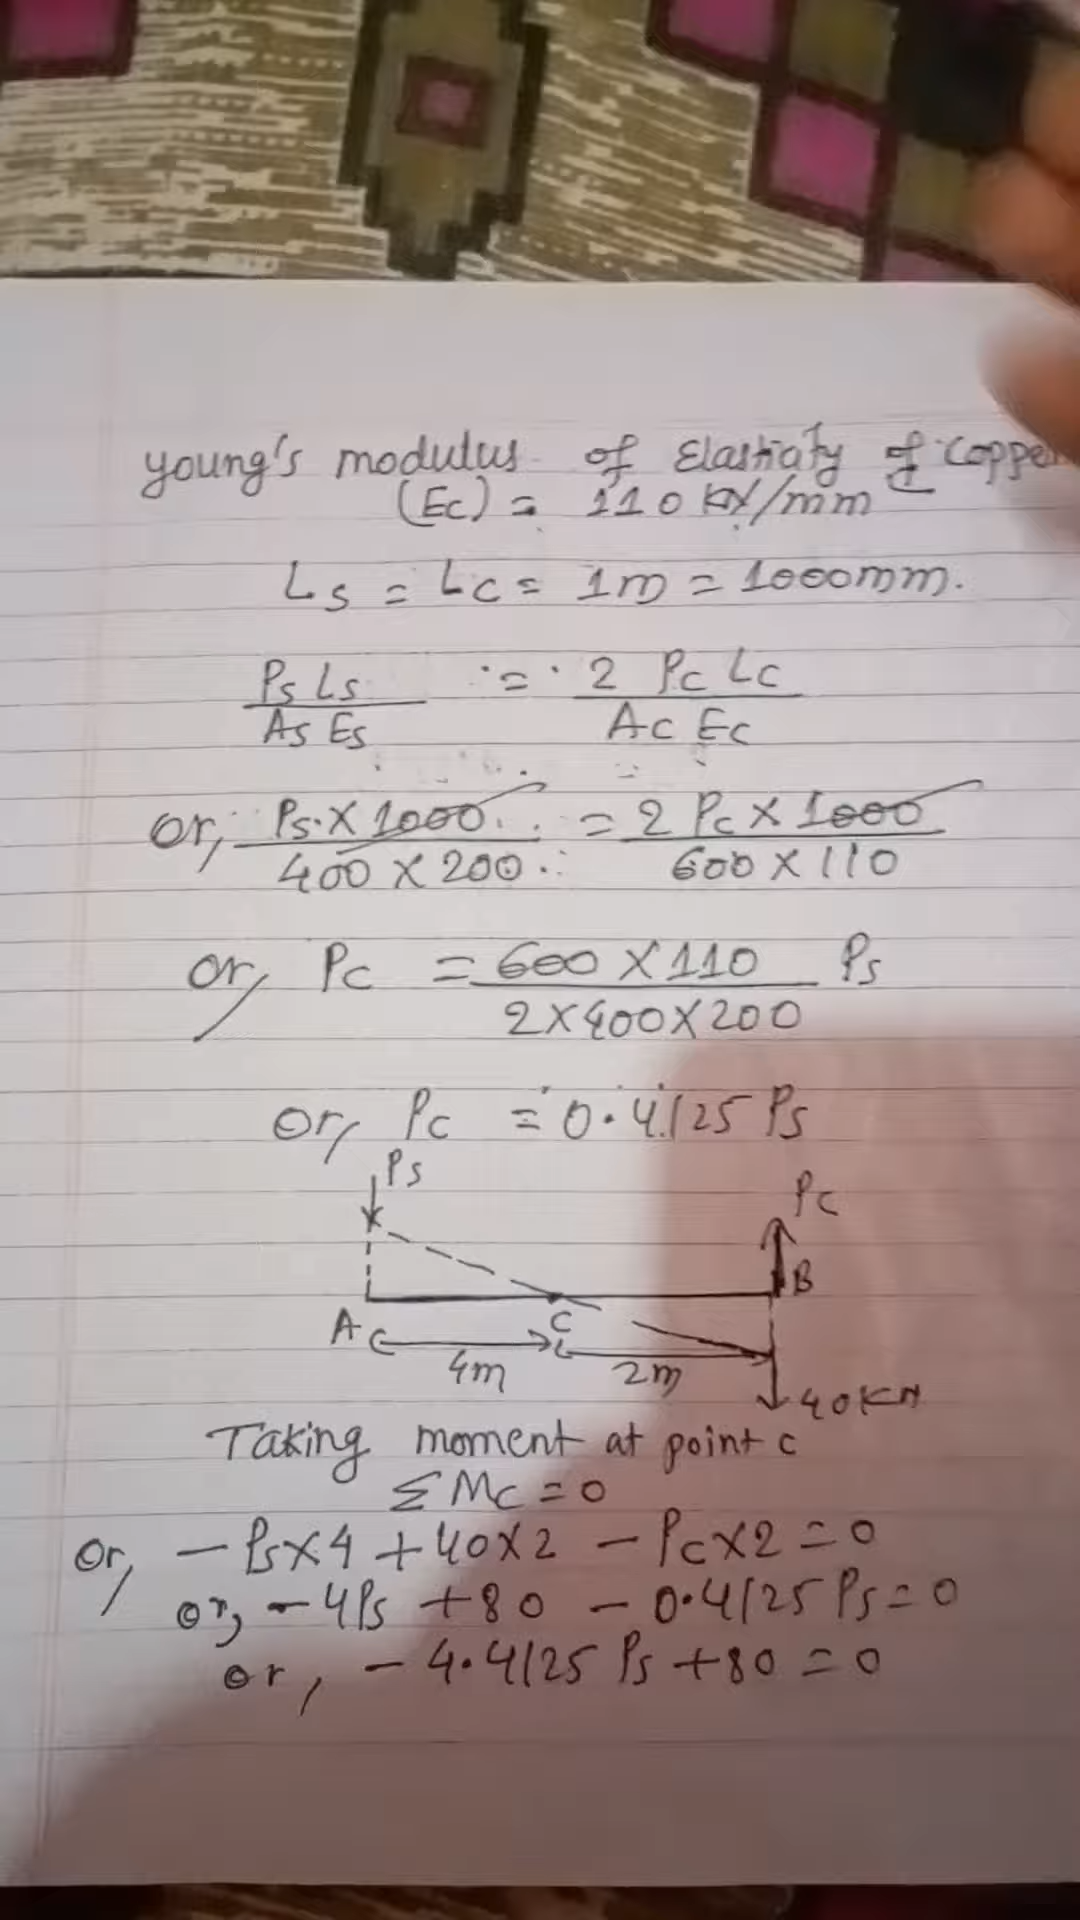 young's modulus of Elasticity of Copper
(Ec) = 110 KN/mm
Ls = Lc = 1m = 1000mm.
Ps Ls / As Es = 2 Pc Lc / Ac Ec
or, Ps × 1000 / 400 × 200 = 2 Pc × 1000 / 600 × 110
or, Pc = 600 × 110 / 2×400×200 Ps
or, Pc = 0.4125 Ps
Ps
Pc
B
A
C
4m
2m
40KN
Taking moment at point c
ΣMc = 0
Or, – Ps×4 + 40×2 – Pc×2 = 0
or, – 4Ps + 80 – 0.4125 Ps = 0
or, – 4.4125 Ps + 80 = 0